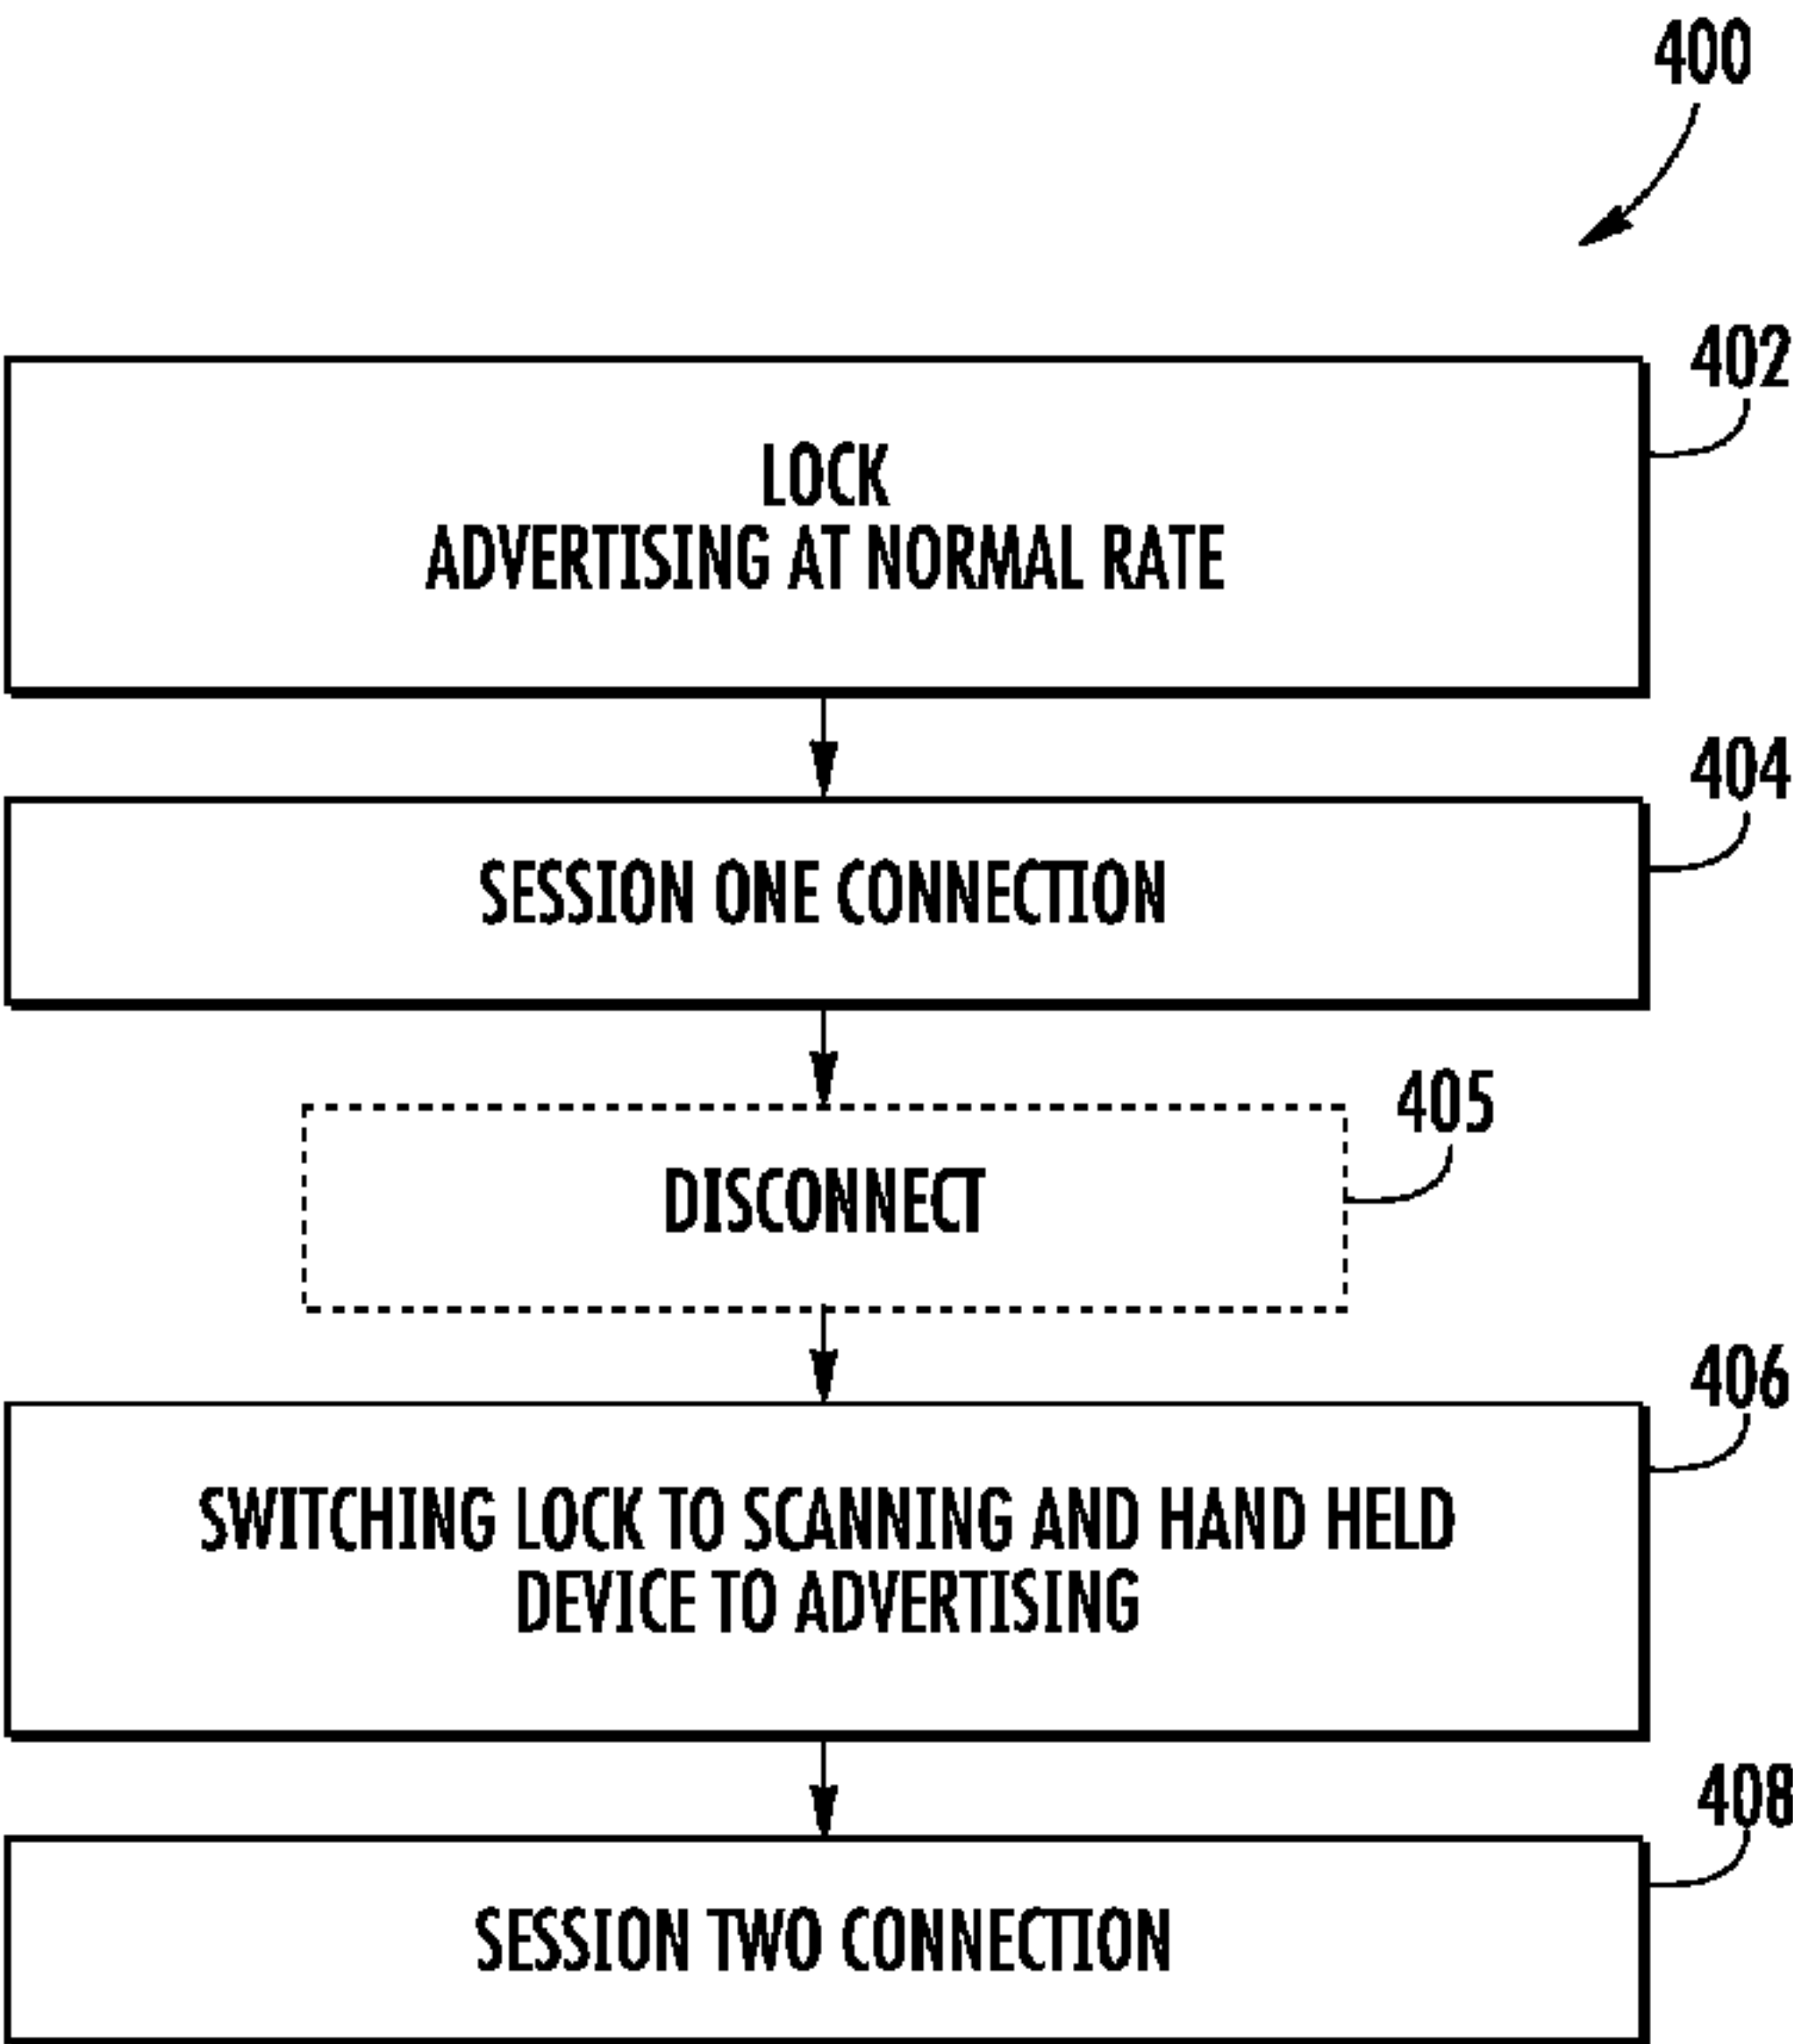 400
402
LOCK
ADVERTISING AT NORMAL RATE
404
SESSION ONE CONNECTION
405
DISCONNECT
406
SWITCHING LOCK TO SCANNING AND HAND HELD
DEVICE TO ADVERTISING
408
SESSION TWO CONNECTION